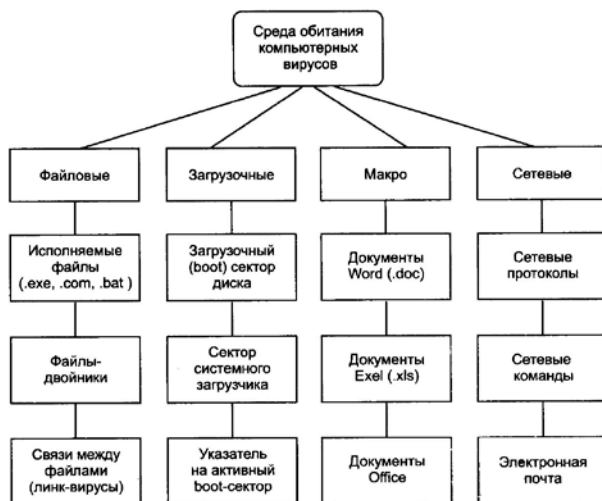 Среда обитания
компьютерных
вирусов
Файловые
Загрузочные
Макро
Сетевые
Исполняемые
файлы
(.exe, .com, .bat )
Загрузочный
(boot) сектор
диска
Документы
Word (.doc)
Сетевые
протоколы
Файлы-
двойники
Сектор
системного
загрузчика
Документы
Exel (.xls)
Сетевые
команды
Связи между
файлами
(линк-вирусы)
Указатель
на активный
boot-сектор
Документы
Office
Электронная
почта